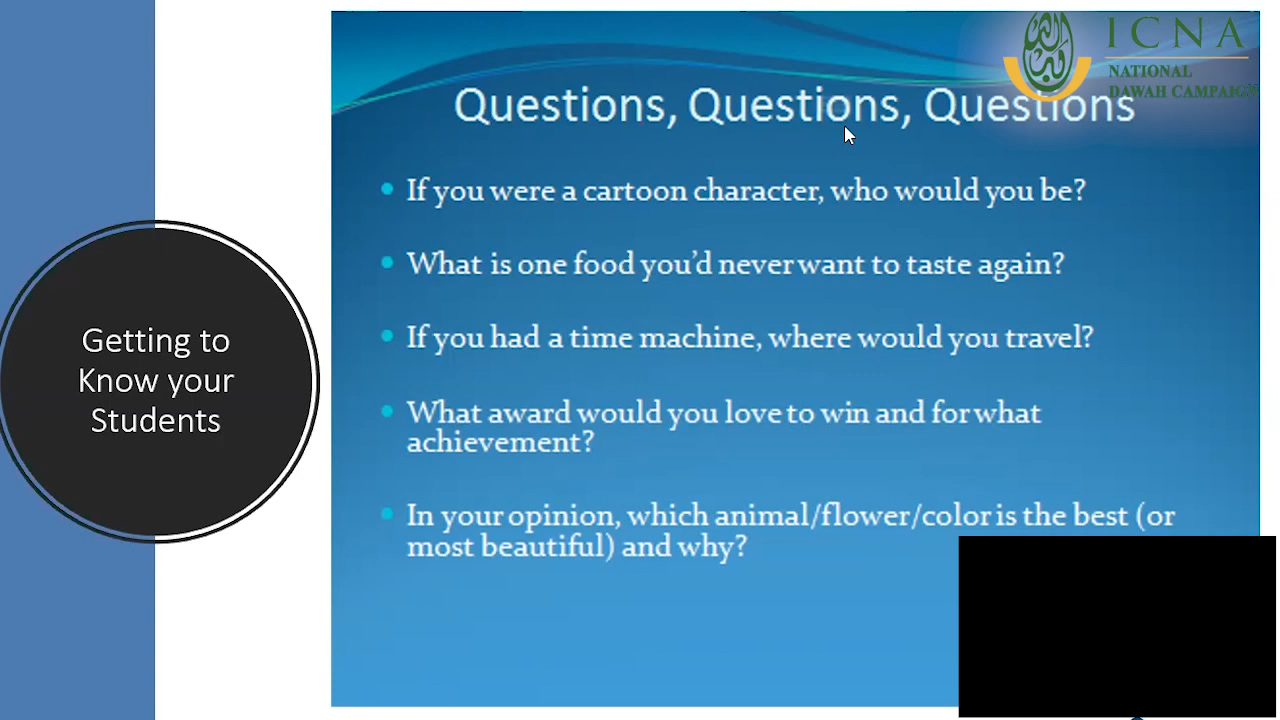 ICNA
NATIONAL
DAWAH CAMPAIGN
Questions, Questions, Questions
• If you were a cartoon character, who would you be?
• What is one food you'd never want to taste again?
• If you had a time machine, where would you travel?
• What award would you love to win and for what
achievement?
• In your opinion, which animal/flower/color is the best (or
most beautiful) and why?
Getting to
Know your
Students